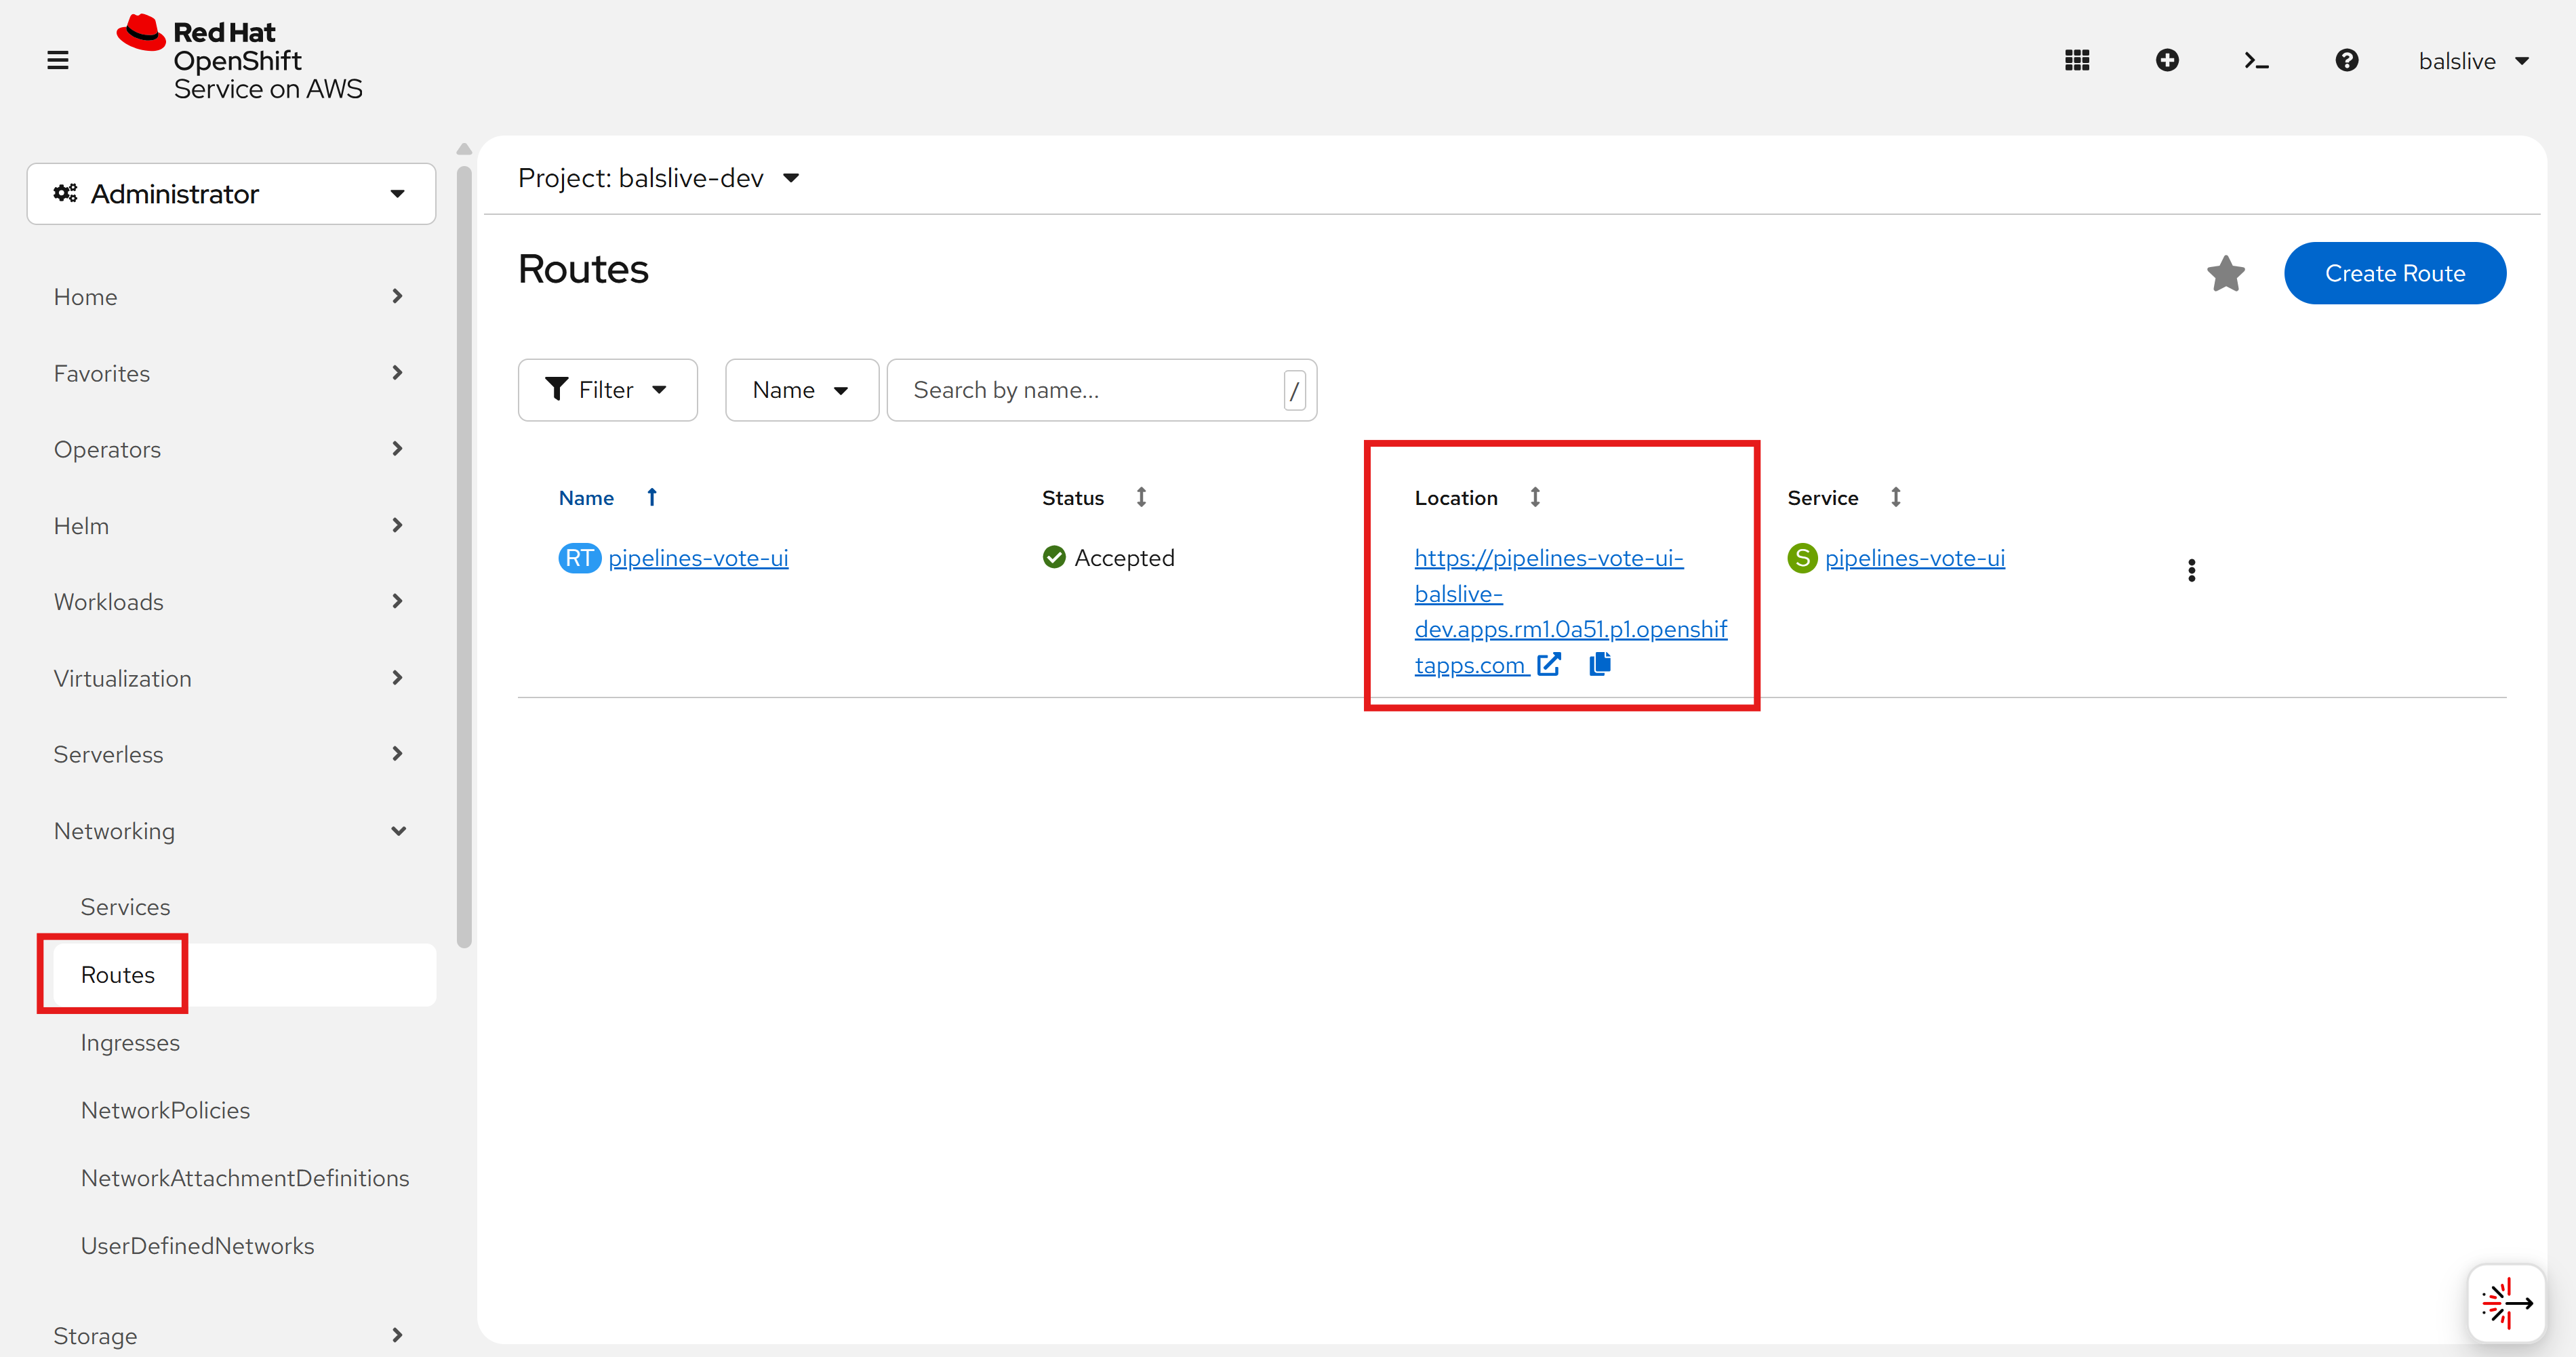 Red Hat
OpenShift
Service on AWS
balslive
Administrator
Home
Favorites
Operators
Helm
Workloads
Virtualization
Serverless
Networking
Services
Routes
Ingresses
NetworkPolicies
NetworkAttachmentDefinitions
UserDefinedNetworks
Storage
Project: balslive-dev
Routes
Create Route
Filter
Name
Search by name...
/
Name
Status
Location
Service
RT pipelines-vote-ui
Accepted
https://pipelines-vote-ui-
balslive-
dev.apps.rm1.0a51.p1.openshif
tapps.com
S pipelines-vote-ui